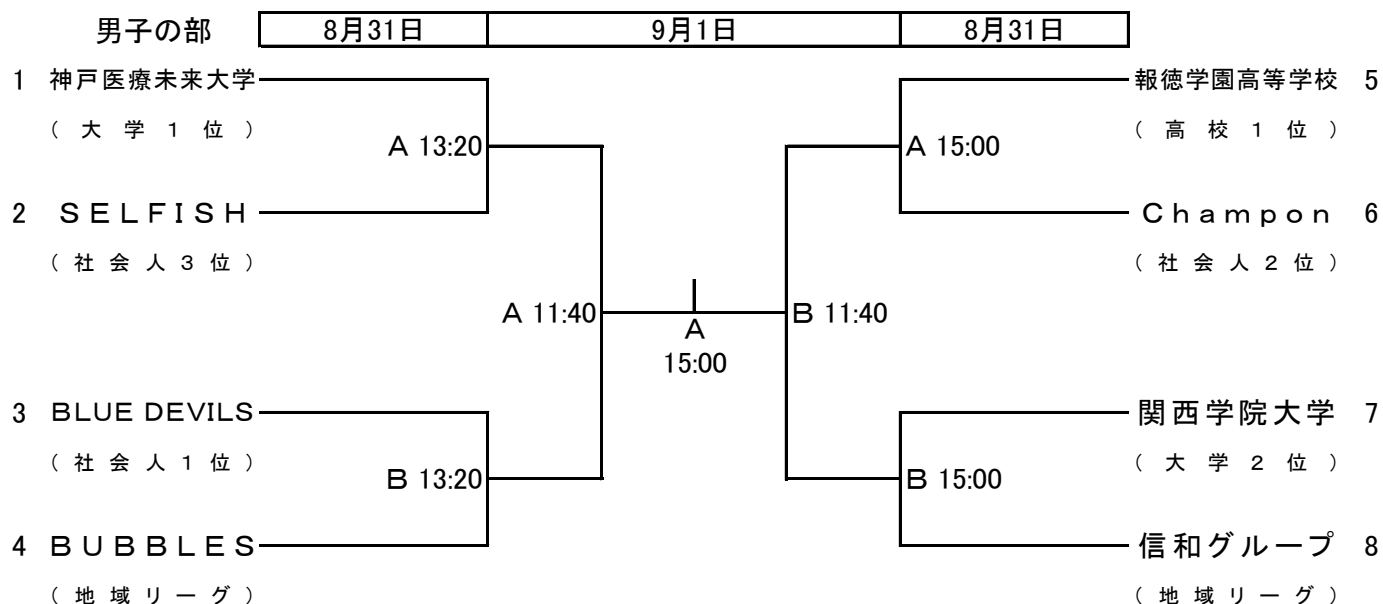 男子の部 8月31日 9月1日 8月31日
1 神戸医療未来大学 報徳学園高等学校 5
(大学1位) (高校1位)
A 13:20 A 15:00
2 SELFISH Champon 6
(社会人3位) (社会人2位)
A 11:40 B 11:40
A
15:00
3 BLUE DEVILS 関西学院大学 7
(社会人1位) (大学2位)
B 13:20 B 15:00
4 BUBBLES 信和グループ 8
(地域リーグ) (地域リーグ)